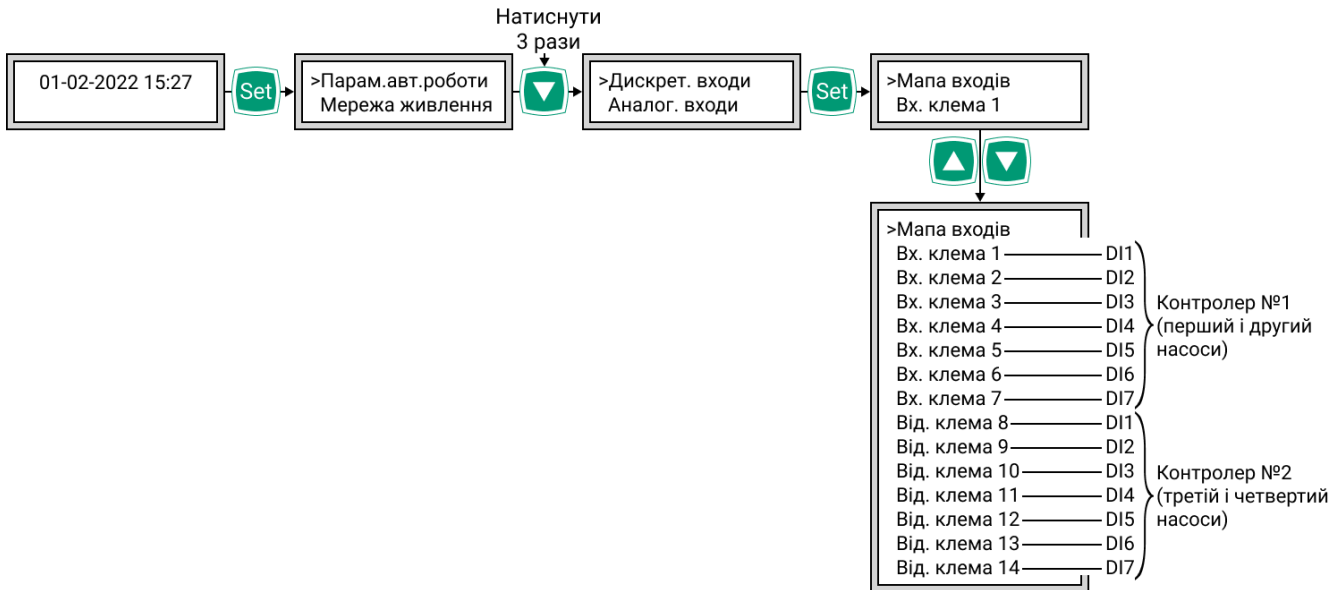 Натиснути
3 рази
01-02-2022 15:27
Set
>Парам.авт.роботи
Мережа живлення
>Дискрет. входи
Аналог. входи
Set
>Мапа входів
Вх. клема 1
>Мапа входів
Вх. клема 1 DI1
Вх. клема 2 DI2
Вх. клема 3 DI3
Вх. клема 4 DI4
Вх. клема 5 DI5
Вх. клема 6 DI6
Вх. клема 7 DI7
Контролер №1
(перший і другий
насоси)
Від. клема 8 DI1
Від. клема 9 DI2
Від. клема 10 DI3
Від. клема 11 DI4
Від. клема 12 DI5
Від. клема 13 DI6
Від. клема 14 DI7
Контролер №2
(третій і четвертий
насоси)